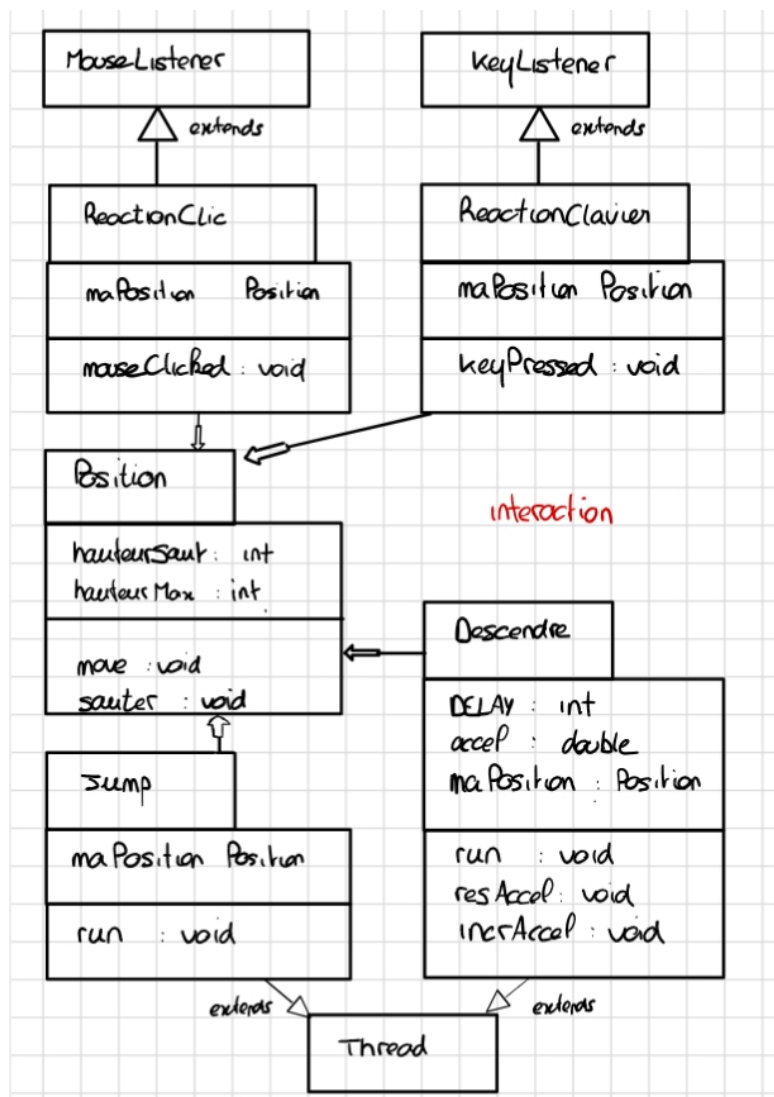 MouseListener
KeyListener
extends
extends
ReactionClic
ReactionClavier
maPosition Position
maPosition Position
mouseClicked : void
keyPressed : void
Position
interaction
hauteurSaut : int
hauteurMax : int
Descendre
move : void
sauter : void
DELAY : int
accel : double
maPosition : Position
Jump
maPosition Position
run : void
resAccel : void
incrAccel : void
run : void
extends
extends
Thread